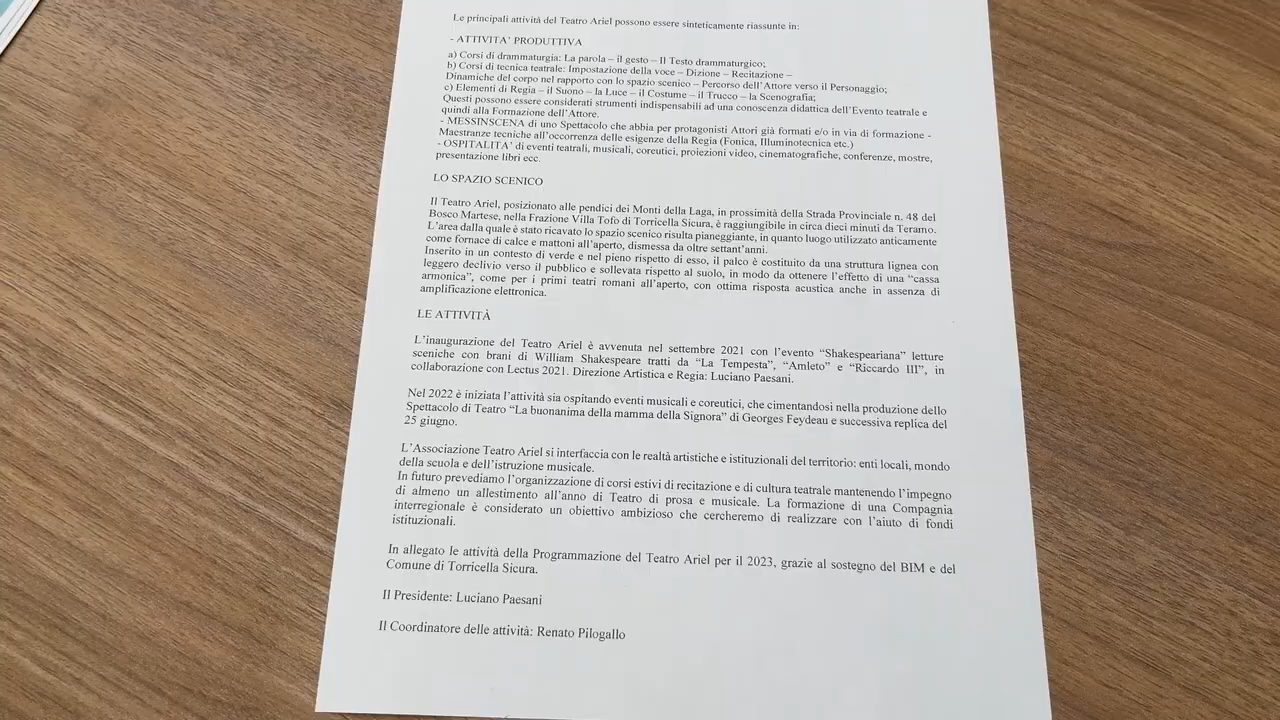 Le principali attività del Teatro Ariel possono essere sinteticamente riassunte in:
- ATTIVITA' PRODUTTIVA
a) Corsi di drammaturgia: La parola – il gesto – Il Testo drammaturgico;
b) Corsi di tecnica teatrale: Impostazione della voce – Dizione – Recitazione –
Dinamiche del corpo nel rapporto con lo spazio scenico – Percorso dell'Attore verso il Personaggio;
c) Elementi di Regia – il Suono – la Luce – il Costume – il Trucco – la Scenografia;
Questi possono essere considerati strumenti indispensabili ad una conoscenza didattica dell'Evento teatrale e
quindi alla Formazione dell'Attore.
- MESSINSCENA di uno Spettacolo che abbia per protagonisti Attori già formati e/o in via di formazione -
Maestranze tecniche all'occorrenza delle esigenze della Regia (Fonica, Illuminotecnica etc.)
- OSPITALITA' di eventi teatrali, musicali, coreutici, proiezioni video, cinematografiche, conferenze, mostre,
presentazione libri ecc.
LO SPAZIO SCENICO
Il Teatro Ariel, posizionato alle pendici dei Monti della Laga, in prossimità della Strada Provinciale n. 48 del
Bosco Martese, nella Frazione Villa Tofo di Torricella Sicura, è raggiungibile in circa dieci minuti da Teramo.
L'area dalla quale è stato ricavato lo spazio scenico risulta pianeggiante, in quanto luogo utilizzato anticamente
come fornace di calce e mattoni all'aperto, dismessa da oltre settant'anni.
Inserito in un contesto di verde e nel pieno rispetto di esso, il palco è costituito da una struttura lignea con
leggero declivio verso il pubblico e sollevata rispetto al suolo, in modo da ottenere l'effetto di una "cassa
armonica", come per i primi teatri romani all'aperto, con ottima risposta acustica anche in assenza di
amplificazione elettronica.
LE ATTIVITÀ
L'inaugurazione del Teatro Ariel è avvenuta nel settembre 2021 con l'evento "Shakespeariana" letture
sceniche con brani di William Shakespeare tratti da "La Tempesta", "Amleto" e "Riccardo III", in
collaborazione con Lectus 2021. Direzione Artistica e Regia: Luciano Paesani.
Nel 2022 è iniziata l'attività sia ospitando eventi musicali e coreutici, che cimentandosi nella produzione dello
Spettacolo di Teatro "La buonanima della mamma della Signora" di Georges Feydeau e successiva replica del
25 giugno.
L'Associazione Teatro Ariel si interfaccia con le realtà artistiche e istituzionali del territorio: enti locali, mondo
della scuola e dell'istruzione musicale.
In futuro prevediamo l'organizzazione di corsi estivi di recitazione e di cultura teatrale mantenendo l'impegno
di almeno un allestimento all'anno di Teatro di prosa e musicale. La formazione di una Compagnia
interregionale è considerato un obiettivo ambizioso che cercheremo di realizzare con l'aiuto di fondi
istituzionali.
In allegato le attività della Programmazione del Teatro Ariel per il 2023, grazie al sostegno del BIM e del
Comune di Torricella Sicura.
Il Presidente: Luciano Paesani
Il Coordinatore delle attività: Renato Pilogallo